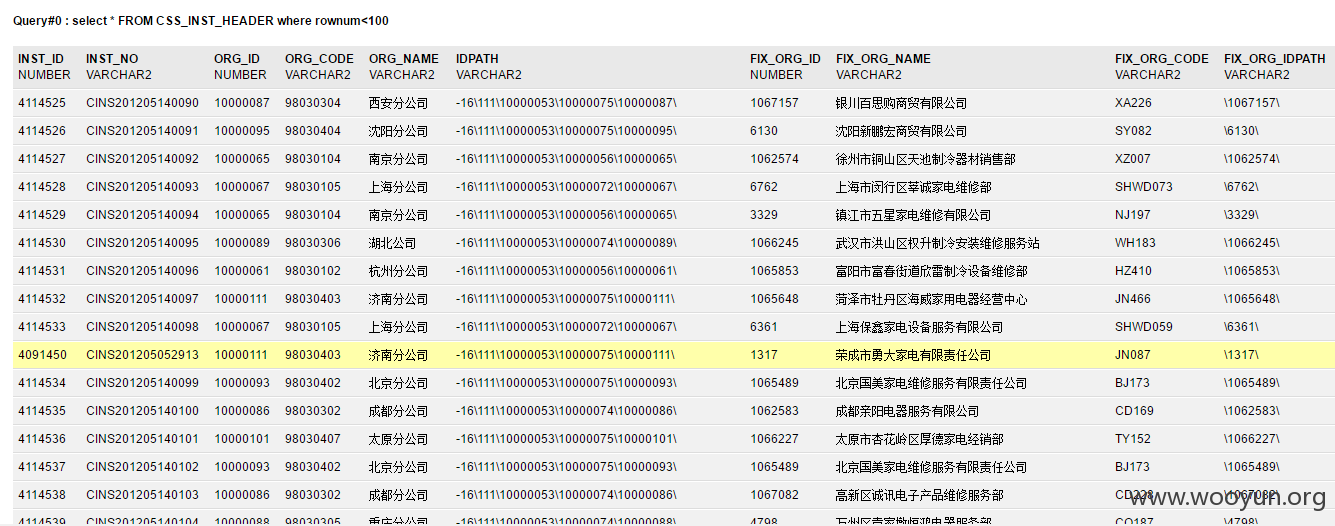 Query#0 : select * FROM CSS_INST_HEADER where rownum<100
INST_ID INST_NO ORG_ID ORG_CODE ORG_NAME IDPATH FIX_ORG_ID FIX_ORG_NAME FIX_ORG_CODE FIX_ORG_IDPATH
NUMBER VARCHAR2 NUMBER VARCHAR2 VARCHAR2 VARCHAR2 NUMBER VARCHAR2 VARCHAR2 VARCHAR2
4114525 CINS201205140090 10000087 98030304 西安分公司 -16\111\10000053\10000075\10000087\ 1067157 银川百思购商贸有限公司 XA226 \1067157\
4114526 CINS201205140091 10000095 98030404 沈阳分公司 -16\111\10000053\10000075\10000095\ 6130 沈阳新鹏宏商贸有限公司 SY082 \6130\
4114527 CINS201205140092 10000065 98030104 南京分公司 -16\111\10000053\10000056\10000065\ 1062574 徐州市铜山区天池制冷器材销售部 XZ007 \1062574\
4114528 CINS201205140093 10000067 98030105 上海分公司 -16\111\10000053\10000072\10000067\ 6762 上海市闵行区莘诚家电维修部 SHWD073 \6762\
4114529 CINS201205140094 10000065 98030104 南京分公司 -16\111\10000053\10000056\10000065\ 3329 镇江市五星家电维修有限公司 NJ197 \3329\
4114530 CINS201205140095 10000089 98030306 湖北公司 -16\111\10000053\10000074\10000089\ 1066245 武汉市洪山区权升制冷安装维修服务站 WH183 \1066245\
4114531 CINS201205140096 10000061 98030102 杭州分公司 -16\111\10000053\10000056\10000061\ 1065853 富阳市富春街道欣雷制冷设备维修部 HZ410 \1065853\
4114532 CINS201205140097 10000111 98030403 济南分公司 -16\111\10000053\10000075\10000111\ 1065648 菏泽市牡丹区海威家用电器经营中心 JN466 \1065648\
4114533 CINS201205140098 10000067 98030105 上海分公司 -16\111\10000053\10000072\10000067\ 6361 上海保鑫家电设备服务有限公司 SHWD059 \6361\
4091450 CINS201205052913 10000111 98030403 济南分公司 -16\111\10000053\10000075\10000111\ 1317 荣成市勇大家电有限责任公司 JN087 \1317\
4114534 CINS201205140099 10000093 98030402 北京分公司 -16\111\10000053\10000075\10000093\ 1065489 北京国美家电维修服务有限责任公司 BJ173 \1065489\
4114535 CINS201205140100 10000086 98030302 成都分公司 -16\111\10000053\10000074\10000086\ 1062583 成都亲阳电器服务有限公司 CD169 \1062583\
4114536 CINS201205140101 10000101 98030407 太原分公司 -16\111\10000053\10000075\10000101\ 1066227 太原市杏花岭区厚德家电经销部 TY152 \1066227\
4114537 CINS201205140102 10000093 98030402 北京分公司 -16\111\10000053\10000075\10000093\ 1065489 北京国美家电维修服务有限责任公司 BJ173 \1065489\
4114538 CINS201205140103 10000086 98030302 成都分公司 -16\111\10000053\10000074\10000086\ 1067082 高新区诚讯电子产品维修服务部 CD228 \1067082\
www.wooyun.org
4114539 CINS201205140104 10000088 98030305 重庆分公司 -16\111\10000053\10000074\10000088\ 4798 CQ187 \4798\